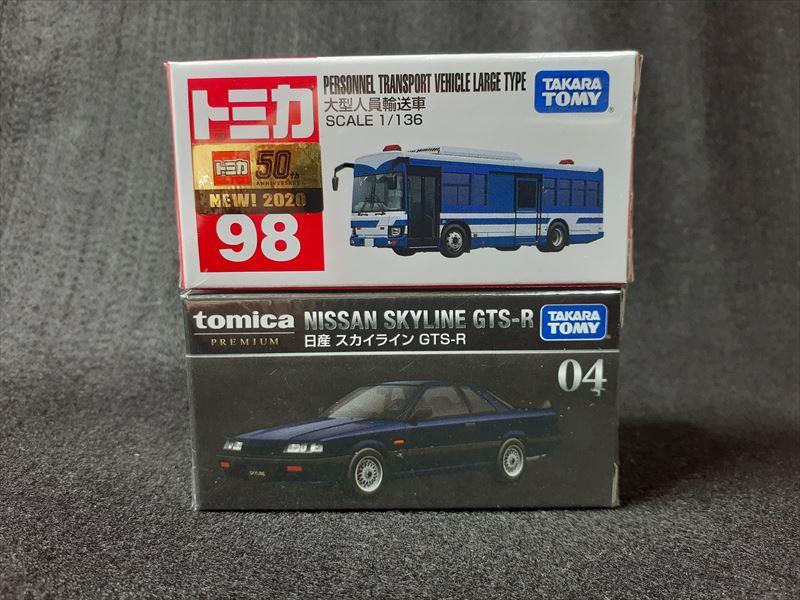 トミカ
PERSONNEL TRANSPORT VEHICLE LARGE TYPE
大型人員輸送車
SCALE 1/136
TAKARA
TOMY
トミカ 50th
ANNIVERSARY
NEW! 2020
98
tomica
PREMIUM
NISSAN SKYLINE GTS-R
日産 スカイライン GTS-R
TAKARA
TOMY
04
SKYLINE